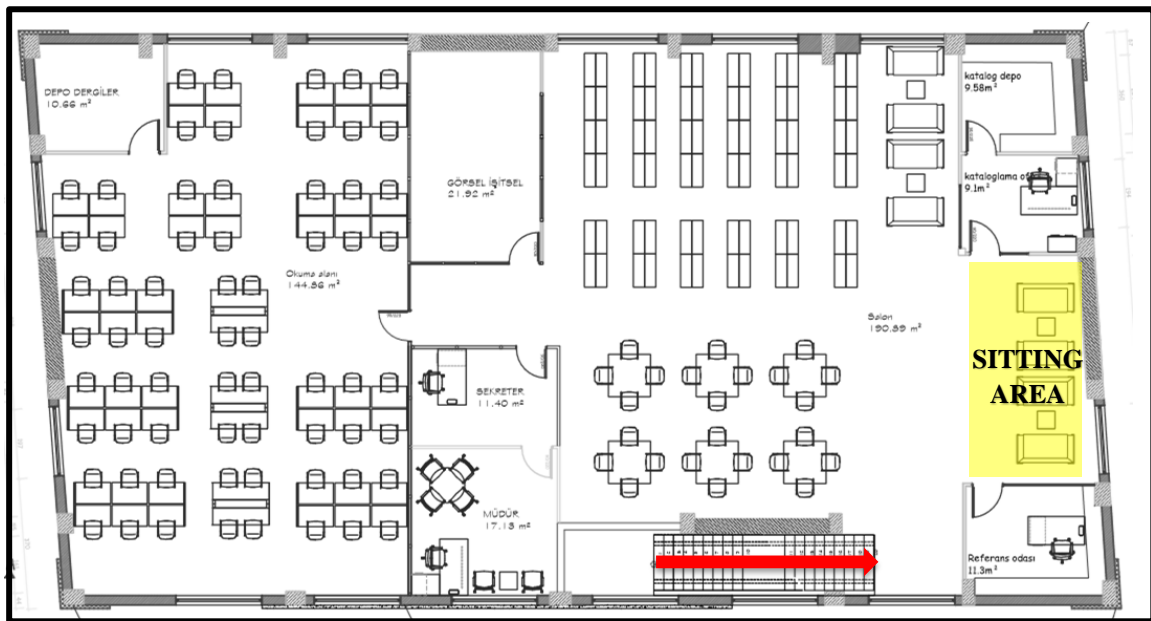 DEPO DERGİLER
10.66 m²
GÖRSEL İŞİTSEL
21.92 m²
katalog depo
9.58m²
kataloglama of
9.1m²
Okuma alanı
144.86 m²
Salon
190.89 m²
SITTING
AREA
SEKRETER
11.40 m²
MÜDÜR
17.13 m²
Referans odası
11.3m²